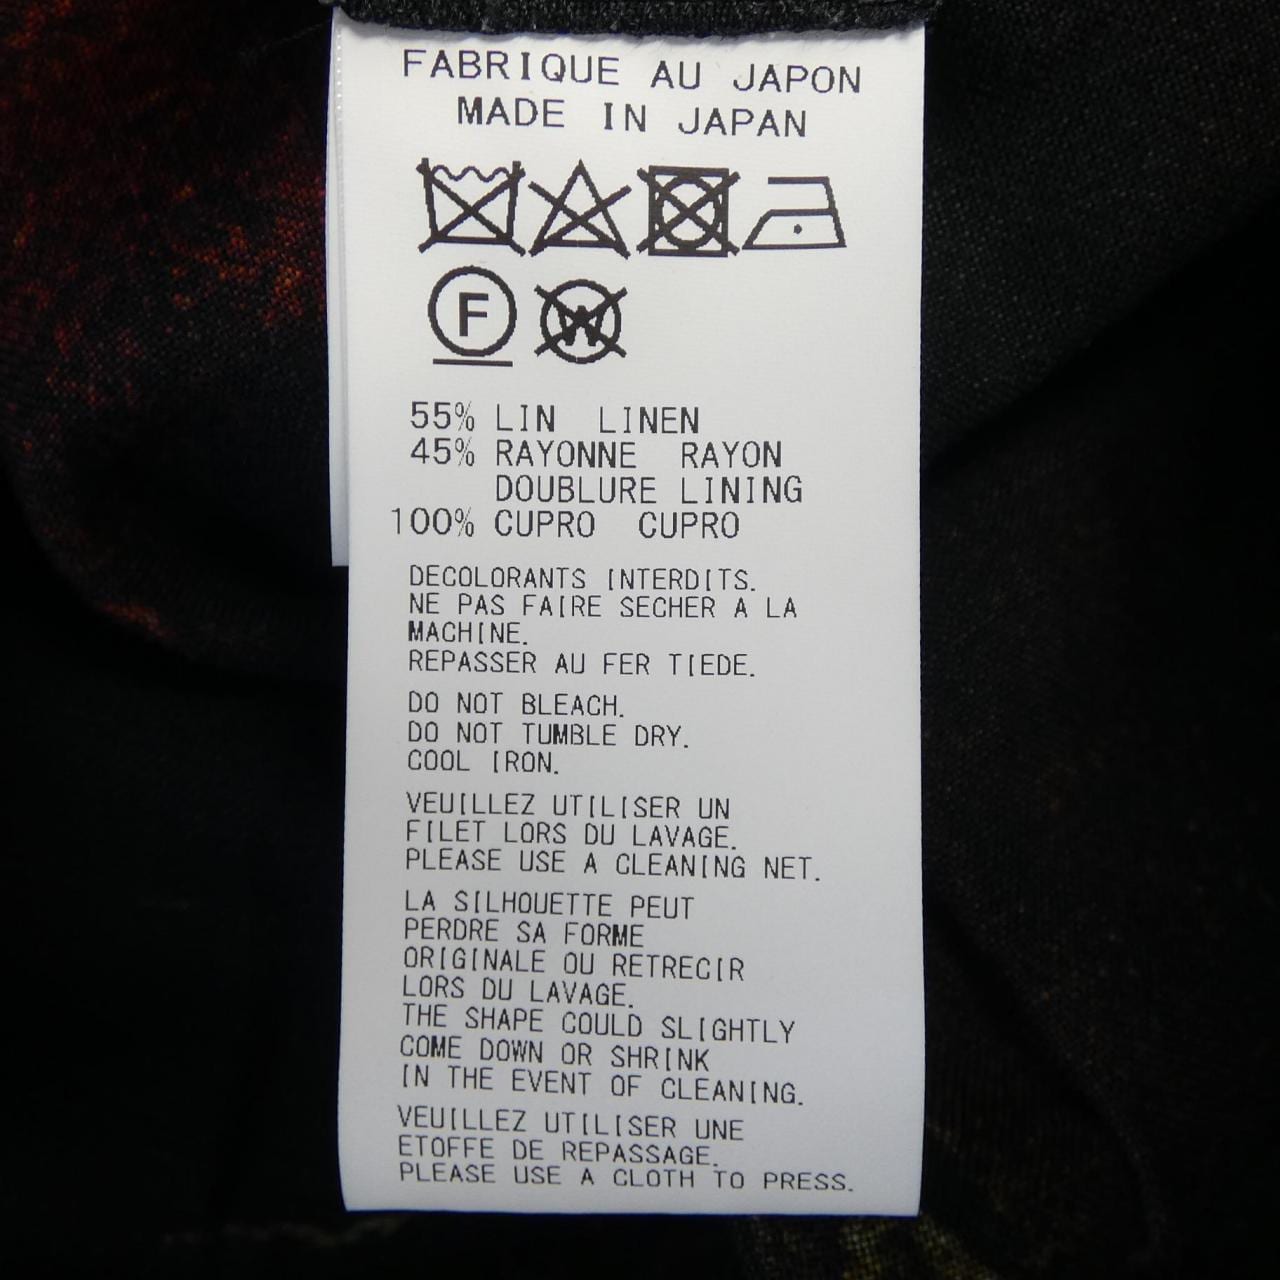 FABRIQUE AU JAPON
MADE IN JAPAN
F
W
55% LIN LINEN
45% RAYONNE RAYON
DOUBLURE LINING
100% CUPRO CUPRO
DECOLORANTS INTERDITS.
NE PAS FAIRE SECHER A LA
MACHINE.
REPASSER AU FER TIEDE.
DO NOT BLEACH.
DO NOT TUMBLE DRY.
COOL IRON.
VEUILLEZ UTILISER UN
FILET LORS DU LAVAGE.
PLEASE USE A CLEANING NET.
LA SILHOUETTE PEUT
PERDRE SA FORME
ORIGINALE OU RETRECIR
LORS DU LAVAGE.
THE SHAPE COULD SLIGHTLY
COME DOWN OR SHRINK
IN THE EVENT OF CLEANING.
VEUILLEZ UTILISER UNE
ETOFFE DE REPASSAGE.
PLEASE USE A CLOTH TO PRESS.